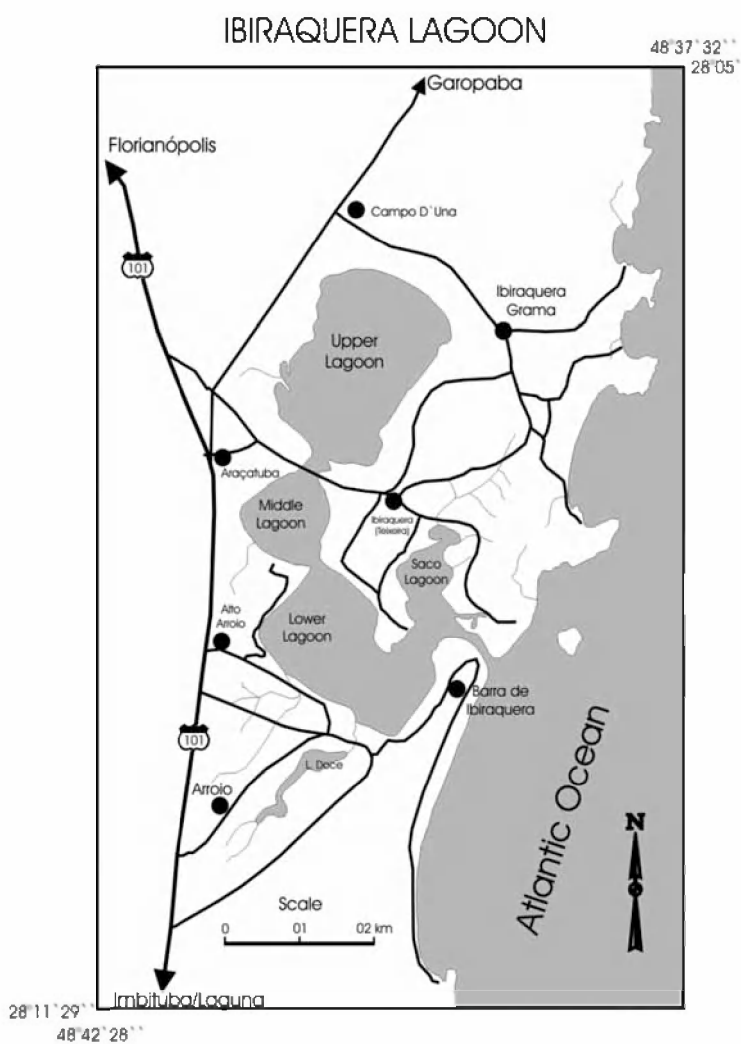 IBIRAQUERA LAGOON
48°37`32``
28°05`
Garopaba
Florianópolis
Campo D`Una
101
Ibiraquera
Grama
Upper
Lagoon
Araçatuba
Middle
Lagoon
Ibiraquera
(Teixeira)
Saco
Lagoon
Alto
Arroio
Lower
Lagoon
Barra de
Ibiraquera
101
L. Doce
Arroio
Atlantic Ocean
N
Scale
0 01 02 km
Imbituba/Laguna
28°11`29``
48°42`28``